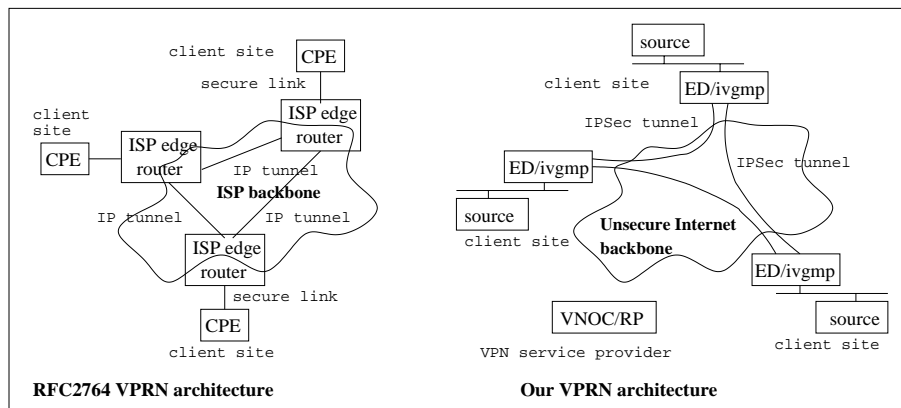 client site
CPE
secure link
ISP edge
router
client
site
CPE
ISP edge
router
IP tunnel
ISP backbone
IP tunnel
IP tunnel
ISP edge
router
secure link
CPE
client site
RFC2764 VPRN architecture
source
client site
ED/ivgmp
IPSec tunnel
IPSec tunnel
ED/ivgmp
source
client site
Unsecure Internet
backbone
ED/ivgmp
source
client site
VNOC/RP
VPN service provider
Our VPRN architecture